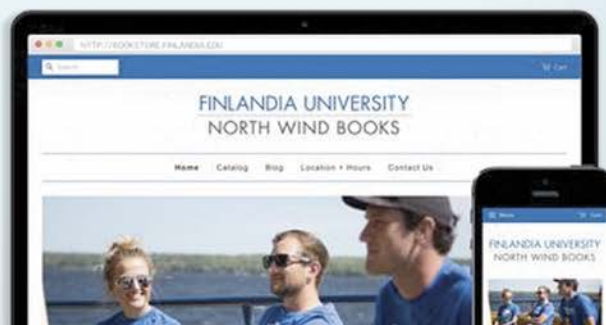 HTTP://BOOKSTORE.FINLANDIA.EDU
Search
Cart
FINLANDIA UNIVERSITY
NORTH WIND BOOKS
Home Catalog Blog Location + Hours Contact Us
Menu
Cart
FINLANDIA UNIVERSITY
NORTH WIND BOOKS